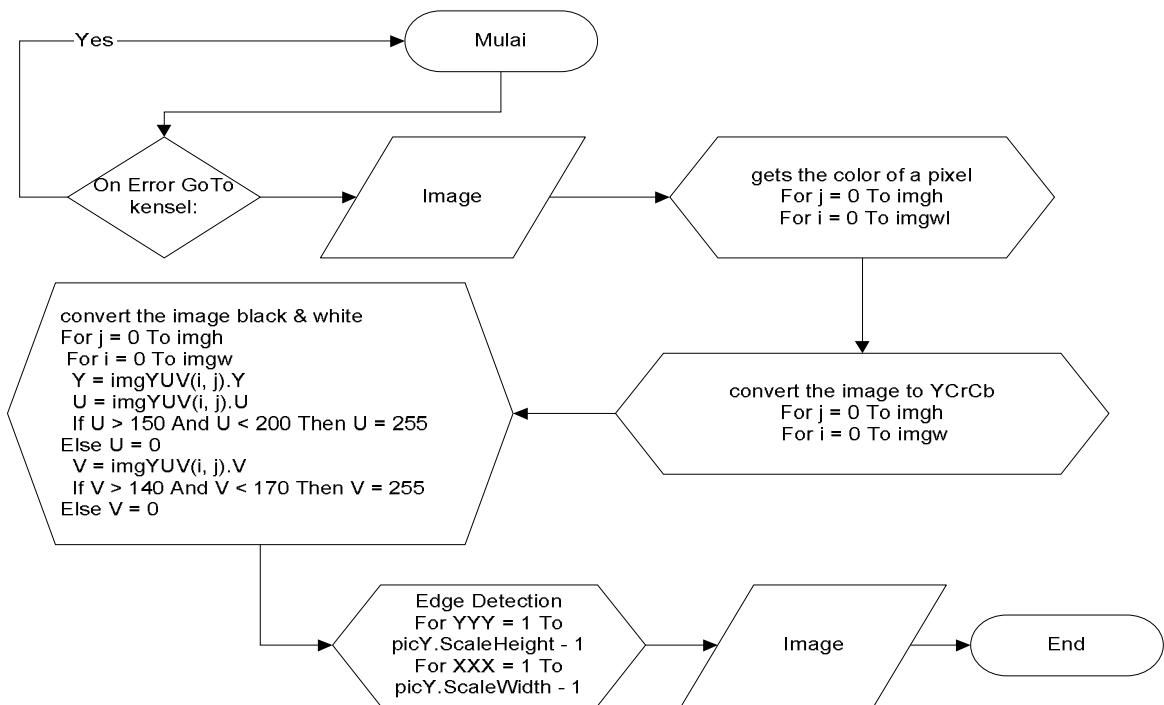 Yes
Mulai
On Error GoTo
kensel:
Image
gets the color of a pixel
For j = 0 To imgh
For i = 0 To imgwl
convert the image to YCrCb
For j = 0 To imgh
For i = 0 To imgw
convert the image black & white
For j = 0 To imgh
For i = 0 To imgw
Y = imgYUV(i, j).Y
U = imgYUV(i, j).U
If U > 150 And U < 200 Then U = 255
Else U = 0
V = imgYUV(i, j).V
If V > 140 And V < 170 Then V = 255
Else V = 0
Edge Detection
For YYY = 1 To
picY.ScaleHeight - 1
For XXX = 1 To
picY.ScaleWidth - 1
Image
End